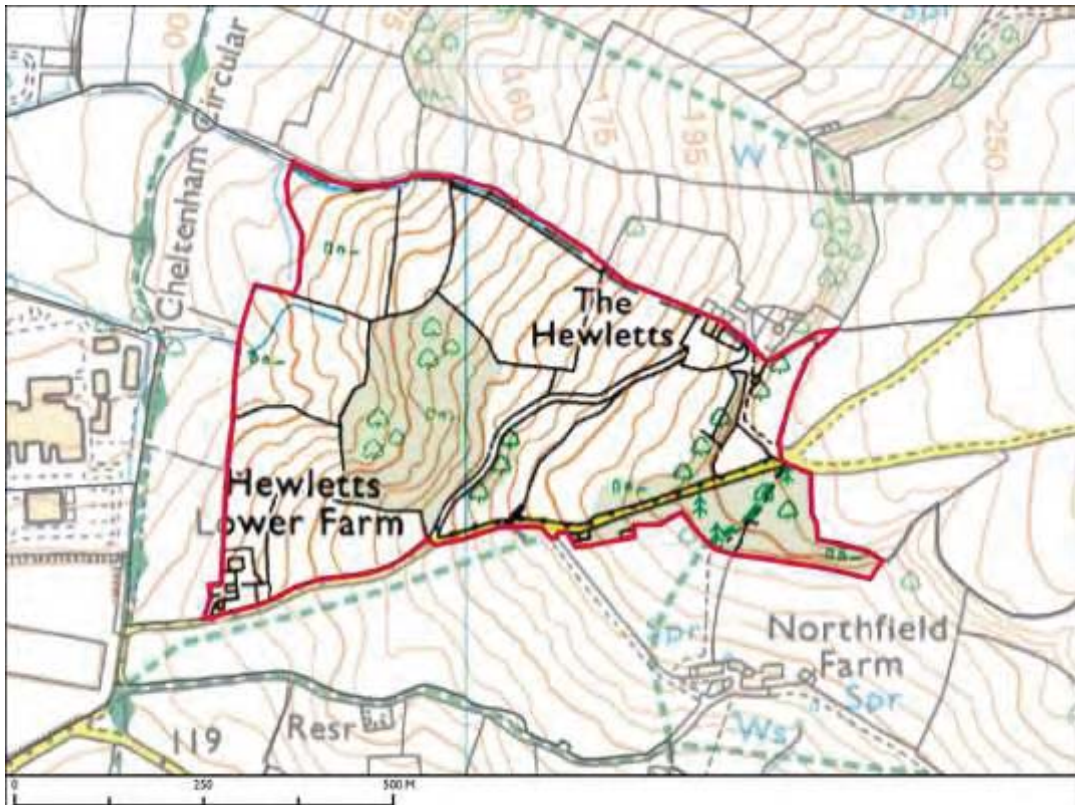 Spr
Cheltenham Circular
160
175
195
250
W
The
Hewletts
Hewletts
Lower Farm
Spr
Northfield
Farm
Spr
Ws
Resr
119
0 250 500 M